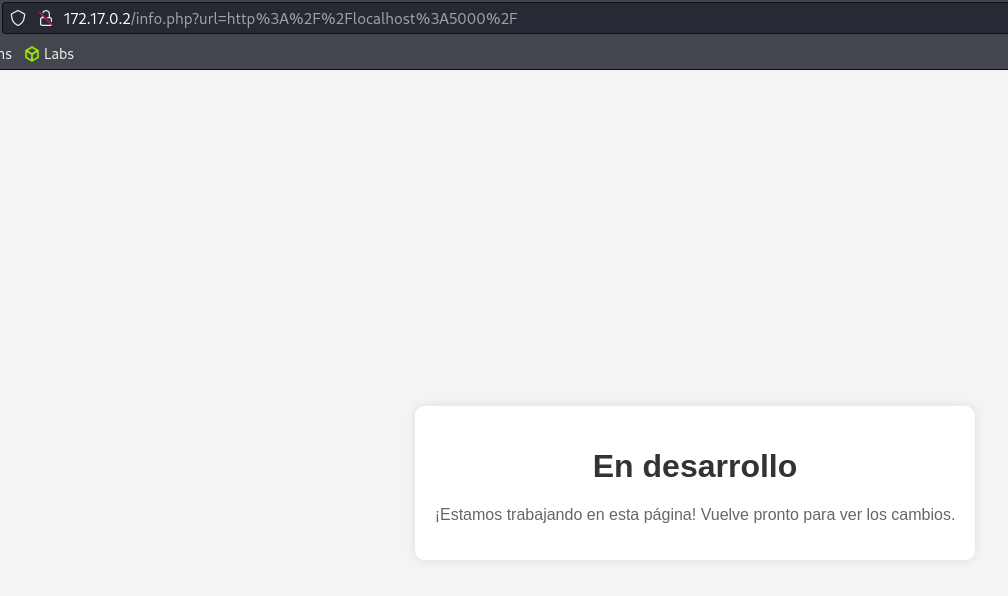 172.17.0.2/info.php?url=http%3A%2F%2Flocalhost%3A5000%2F
ns Labs
En desarrollo
¡Estamos trabajando en esta página! Vuelve pronto para ver los cambios.